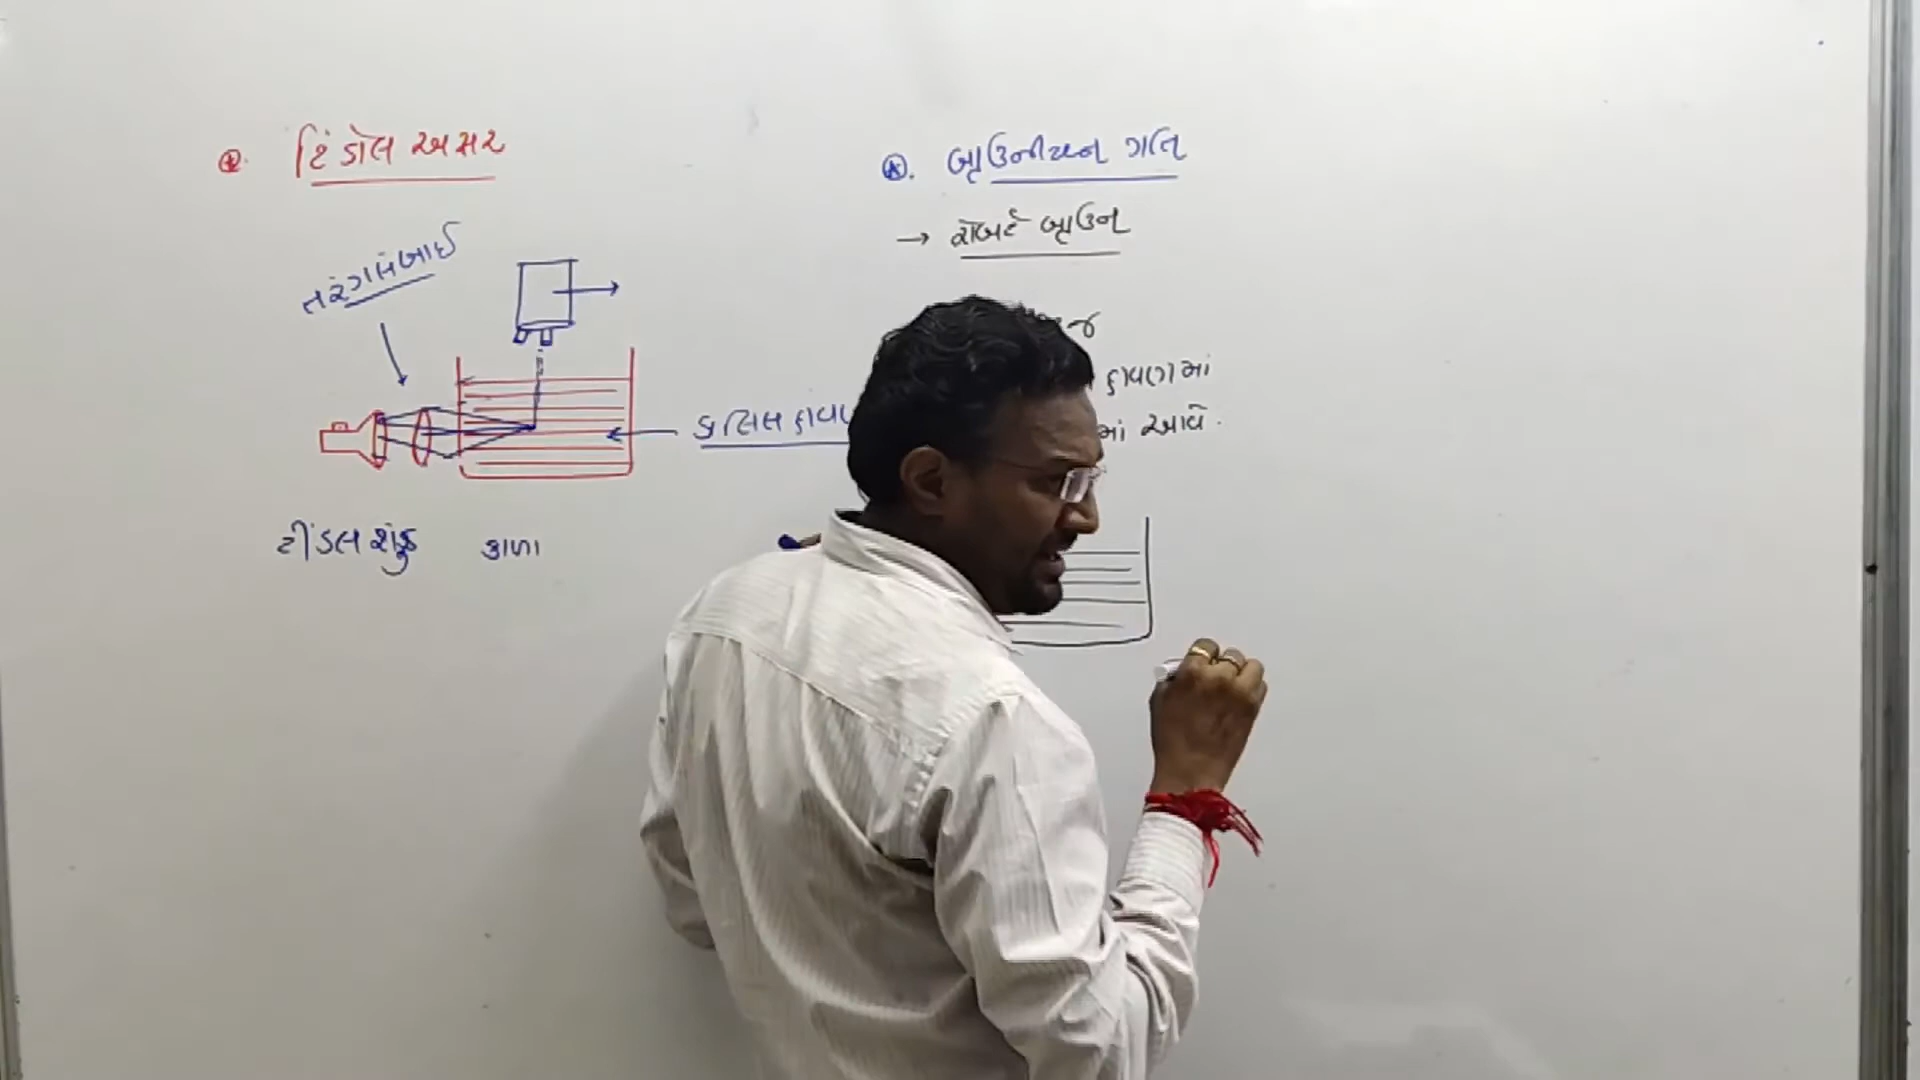 ટિંડોલ અસર
તરંગલંબાઈ
કલિલ દ્રાવણ
ટીંડલ શંકુ કાળા
બ્રાઉનીયન ગતિ
→ રોબર્ટ બ્રાઉન
દ્રાવણમાં
માં આવે.